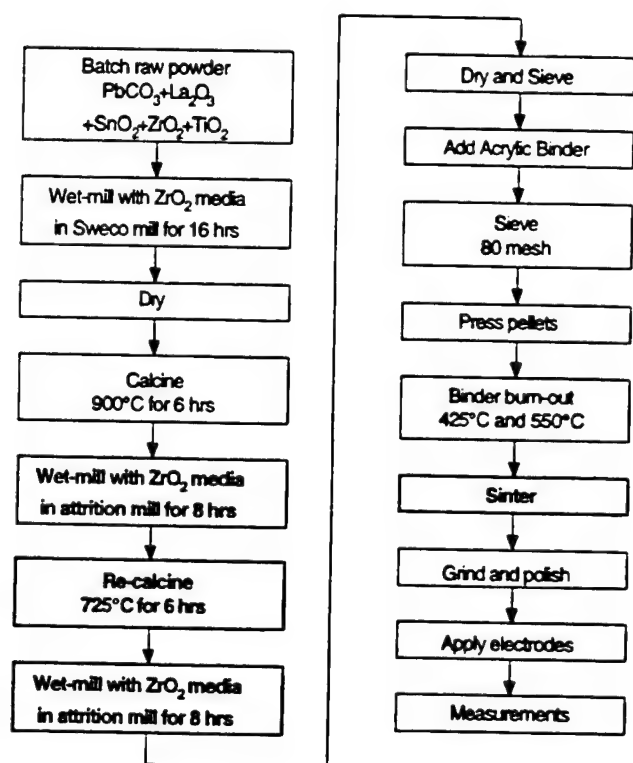 Batch raw powder
PbCO₃+La₂O₃
+SnO₂+ZrO₂+TiO₂
Wet-mill with ZrO₂ media
in Sweco mill for 16 hrs
Dry
Calcine
900°C for 6 hrs
Wet-mill with ZrO₂ media
in attrition mill for 8 hrs
Re-calcine
725°C for 6 hrs
Wet-mill with ZrO₂ media
in attrition mill for 8 hrs
Dry and Sieve
Add Acrylic Binder
Sieve
80 mesh
Press pellets
Binder burn-out
425°C and 550°C
Sinter
Grind and polish
Apply electrodes
Measurements